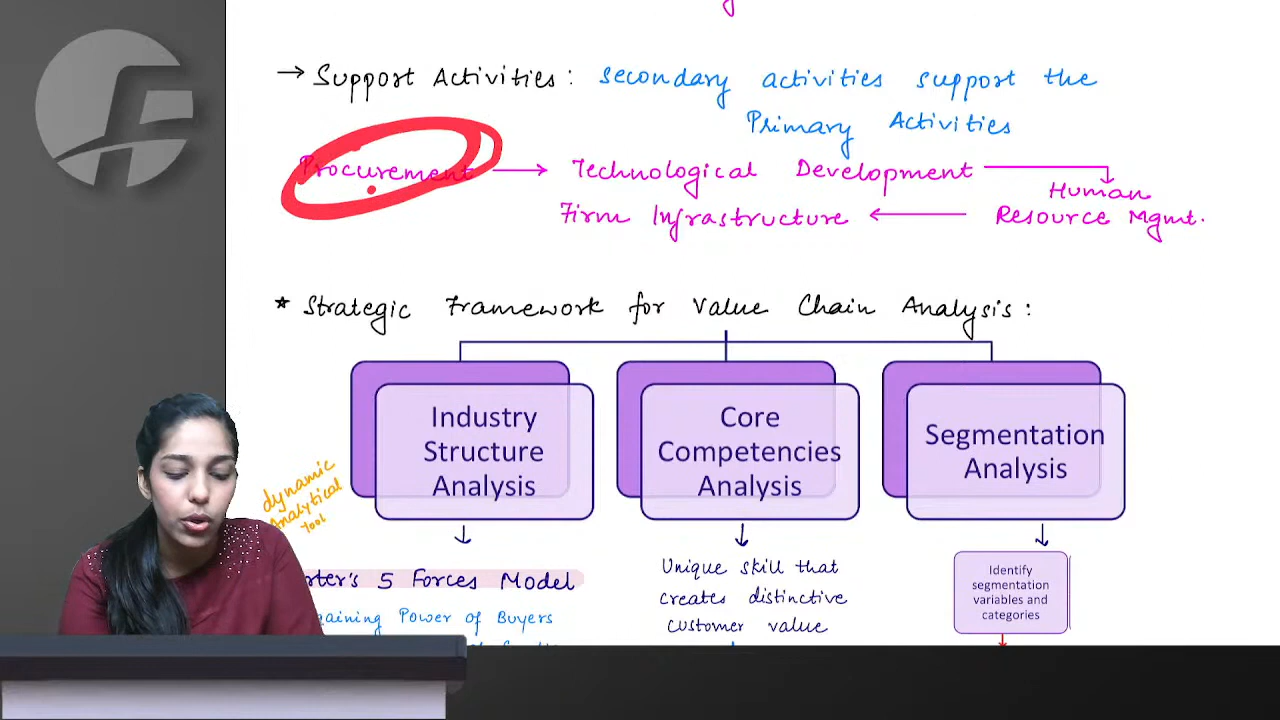 → Support Activities: secondary activities support the
Primary Activities
Procurement → Technological Development
Human
Firm Infrastructure ← Resource Mgmt.
* Strategic Framework for Value Chain Analysis:
Industry
Structure
Analysis
Core
Competencies
Analysis
Segmentation
Analysis
dynamic
Analytical
tool
5 Forces Model
Power of Buyers
Unique skill that
creates distinctive
customer value
Identify
segmentation
variables and
categories